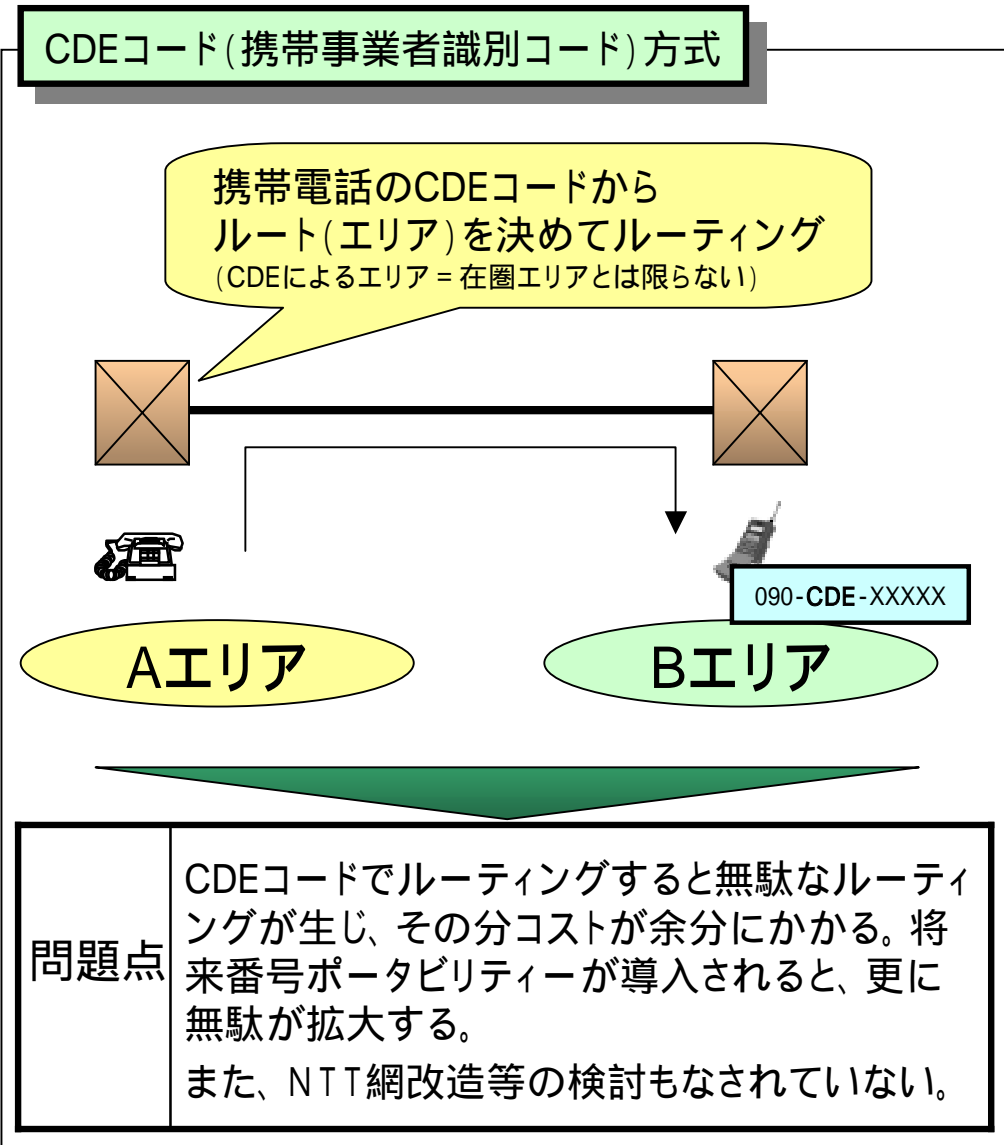 CDEコード(携帯事業者識別コード)方式
携帯電話のCDEコードから
ルート(エリア)を決めてルーティング
(CDEによるエリア = 在圏エリアとは限らない)
090-CDE-XXXXX
Aエリア
Bエリア
問題点
CDEコードでルーティングすると無駄なルーティ
ングが生じ、その分コストが余分にかかる。将
来番号ポータビリティーが導入されると、更に
無駄が拡大する。
また、NTT網改造等の検討もなされていない。